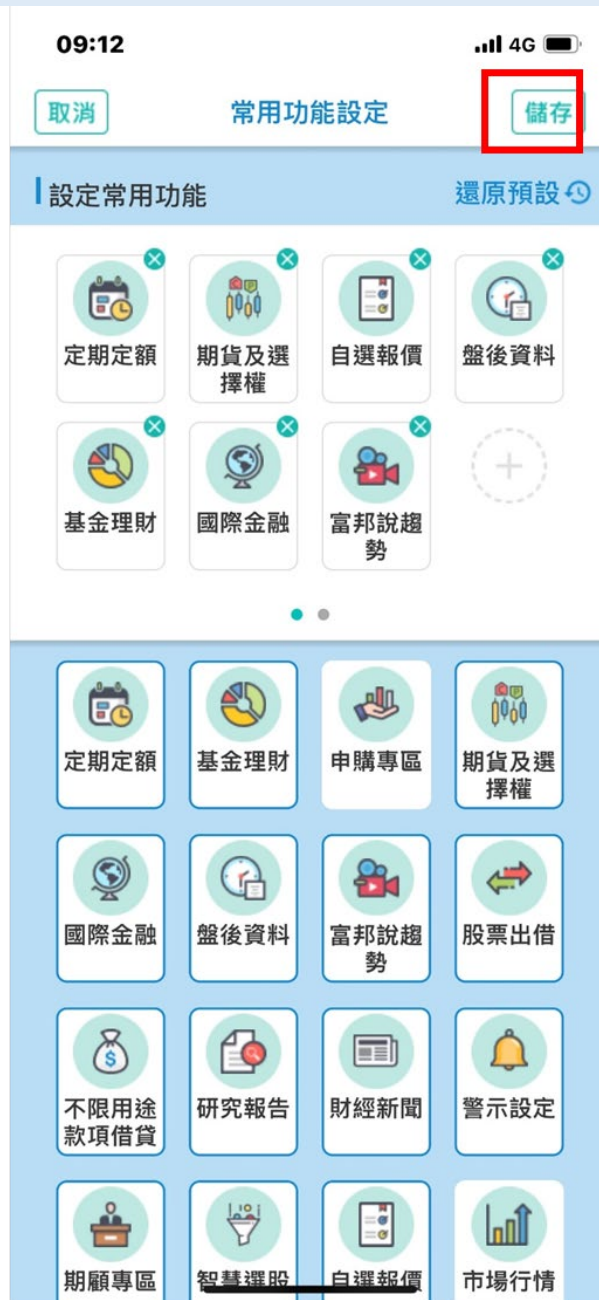 09:12
4G
取消
常用功能設定
儲存
設定常用功能
還原預設
定期定額
期貨及選
擇權
自選報價
盤後資料
基金理財
國際金融
富邦說趨
勢
定期定額
基金理財
申購專區
期貨及選
擇權
國際金融
盤後資料
富邦說趨
勢
股票出借
不限用途
款項借貸
研究報告
財經新聞
警示設定
期顧專區
智慧選股
自選報價
市場行情